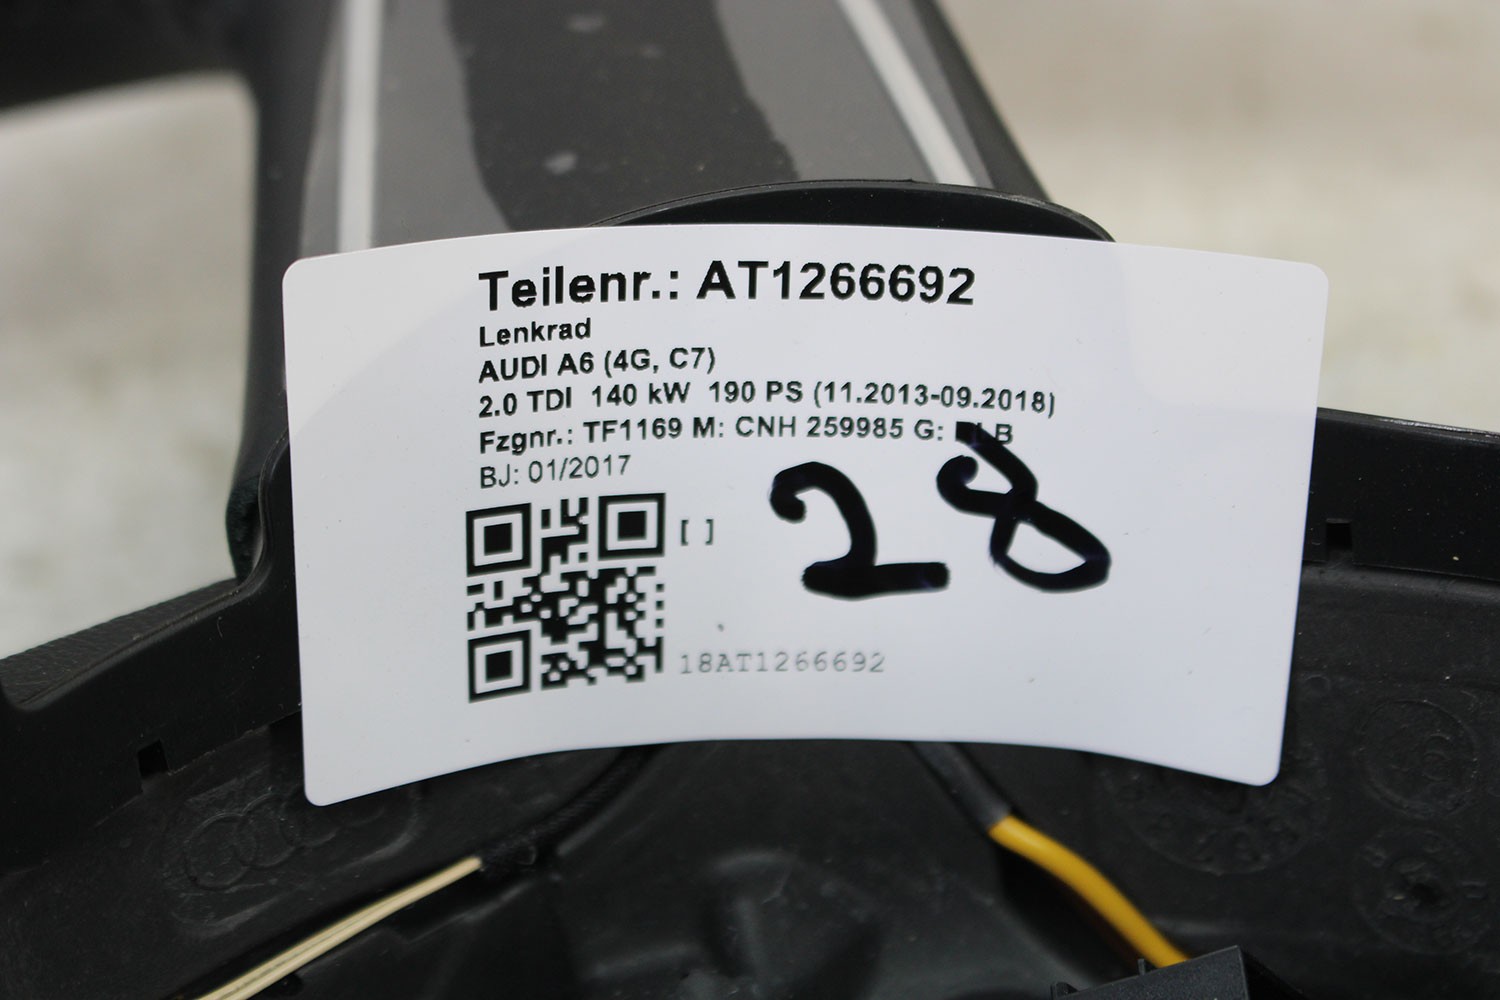 Teilenr.: AT1266692
Lenkrad
AUDI A6 (4G, C7)
2.0 TDI 140 kW 190 PS (11.2013-09.2018)
Fzgnr.: TF1169 M: CNH 259985 G:
BJ: 01/2017
[ ]
28
18AT1266692